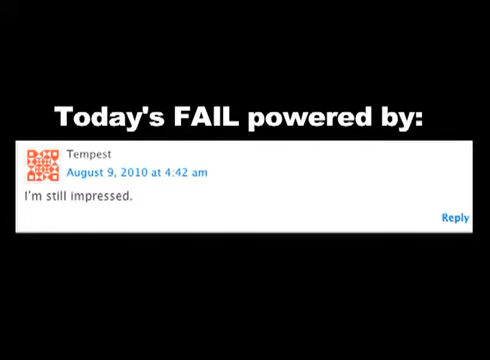 Today's FAIL powered by:
Tempest
August 9, 2010 at 4:42 am
I'm still impressed.
Reply